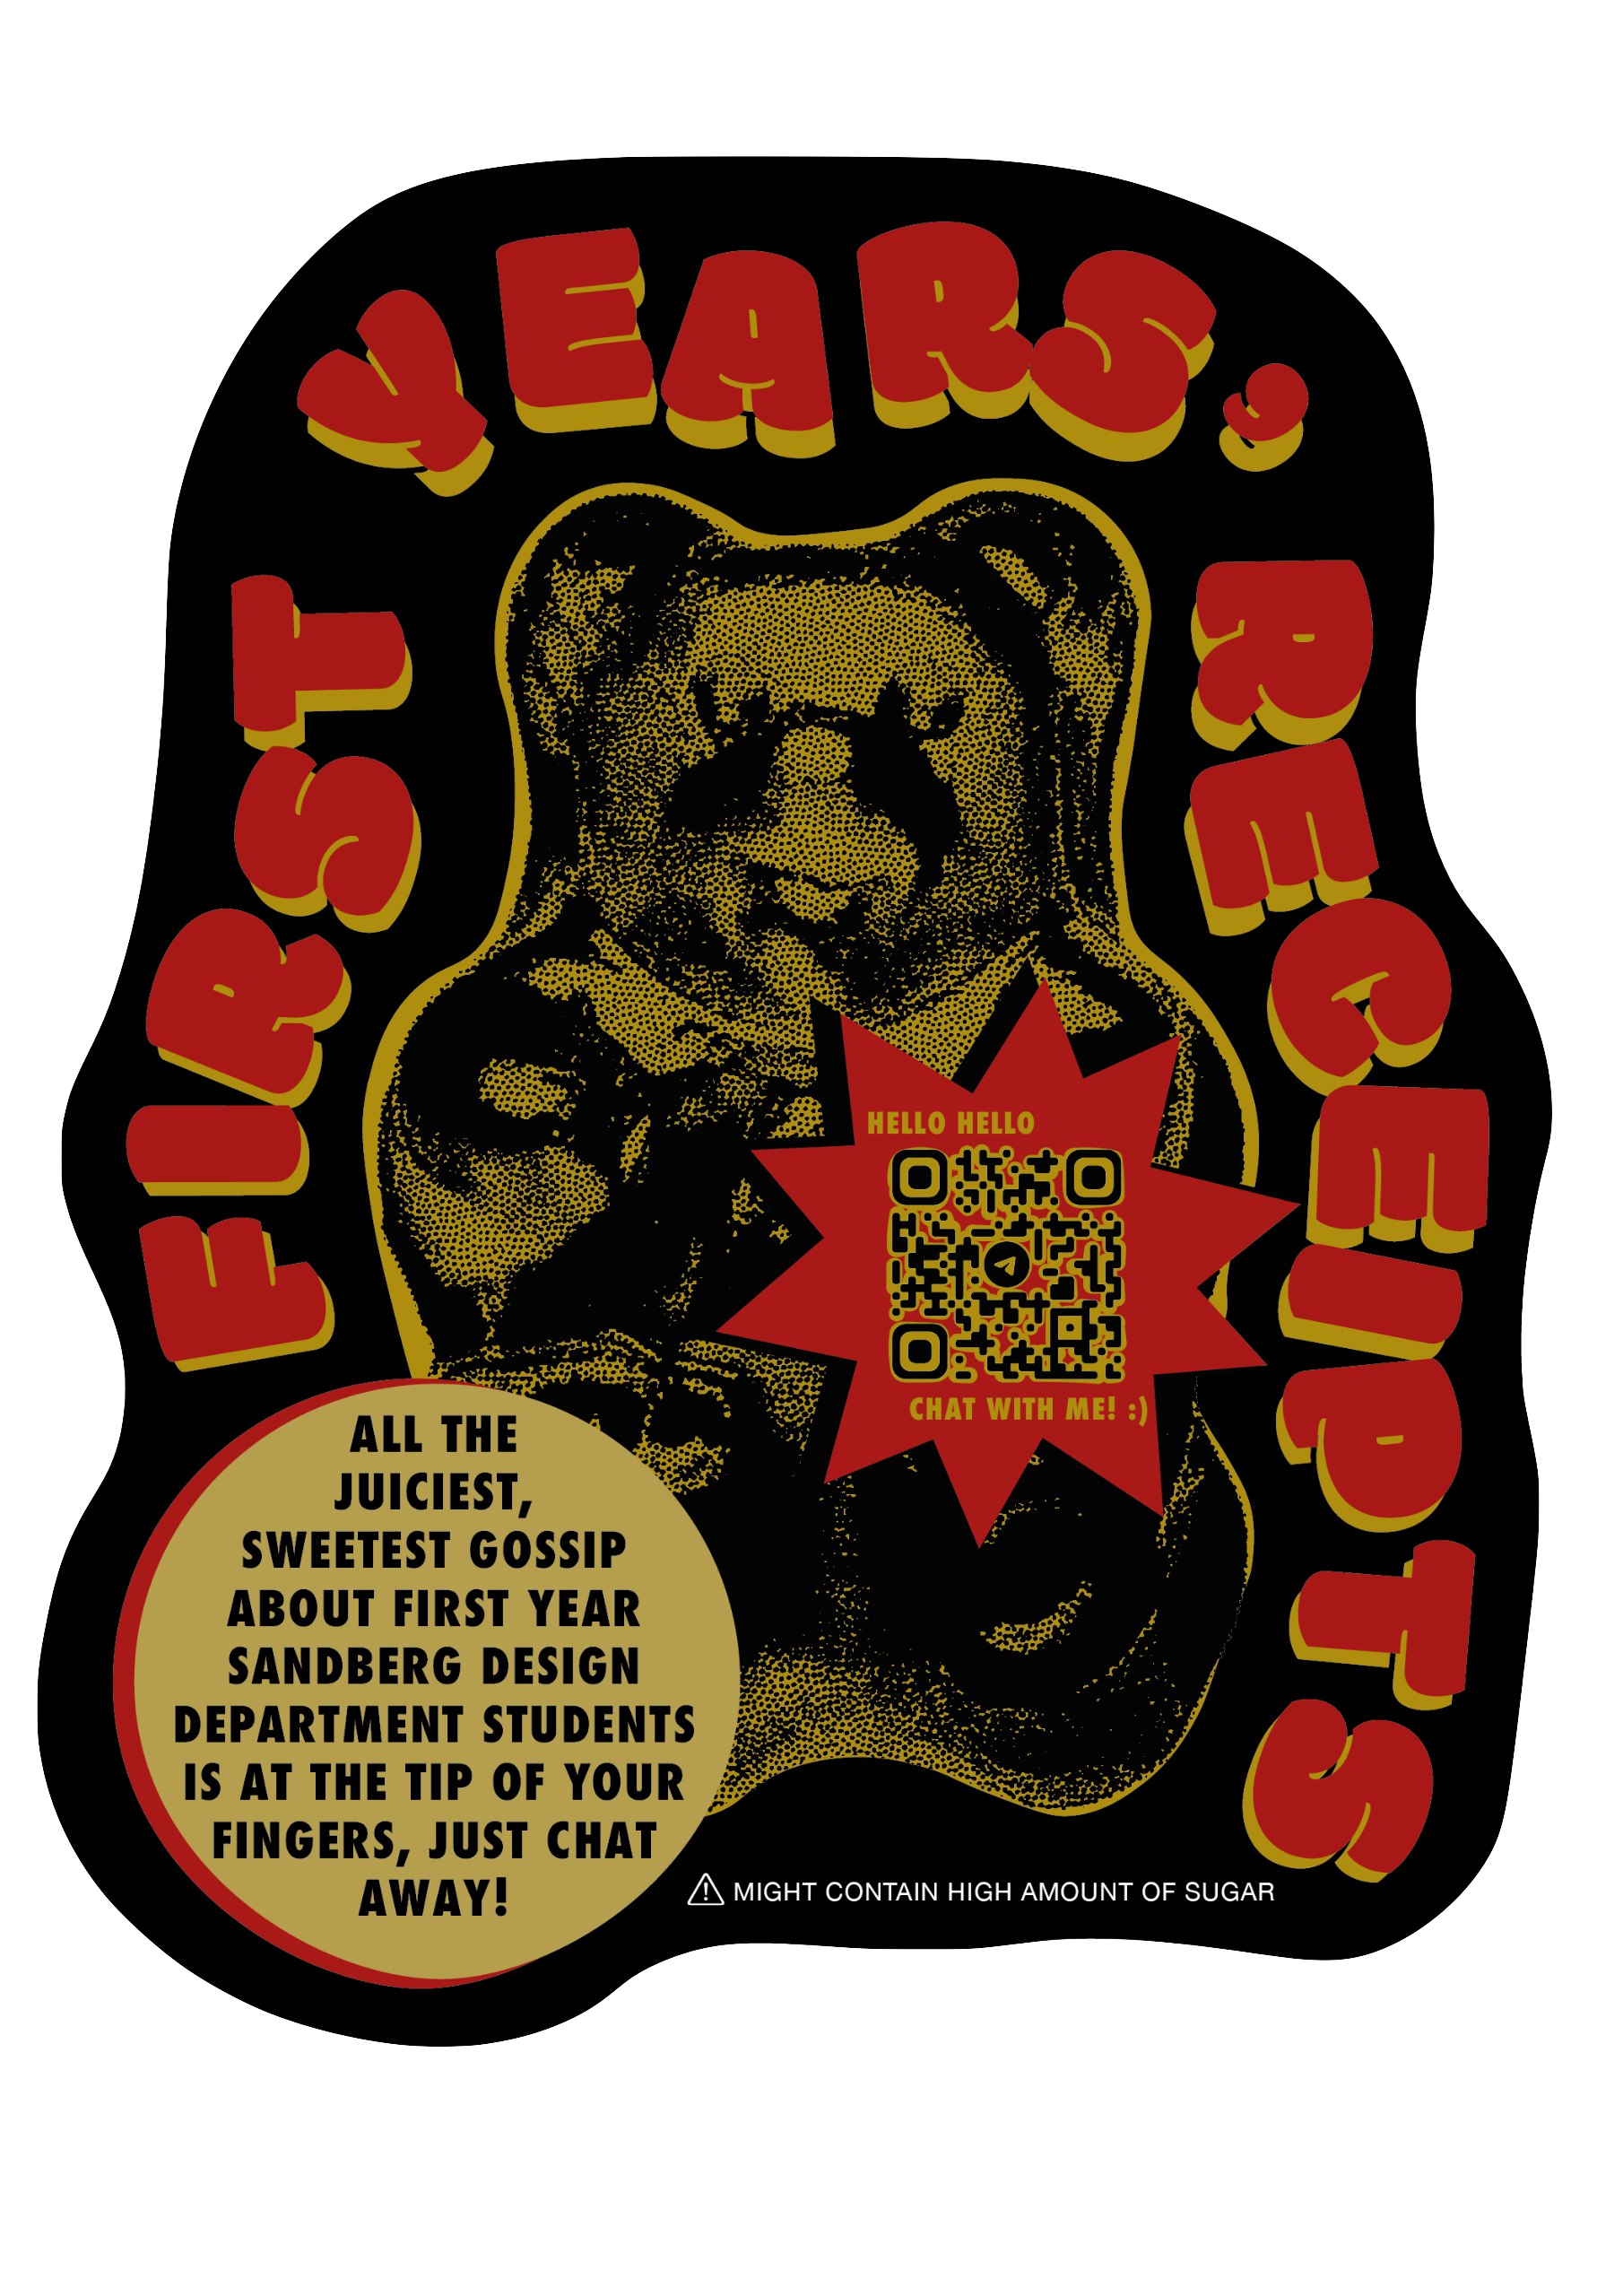 FIRST YEARS, RECEIPTS
HELLO HELLO
CHAT WITH ME! :)
ALL THE
JUICIEST,
SWEETEST GOSSIP
ABOUT FIRST YEAR
SANDBERG DESIGN
DEPARTMENT STUDENTS
IS AT THE TIP OF YOUR
FINGERS, JUST CHAT
AWAY!
MIGHT CONTAIN HIGH AMOUNT OF SUGAR